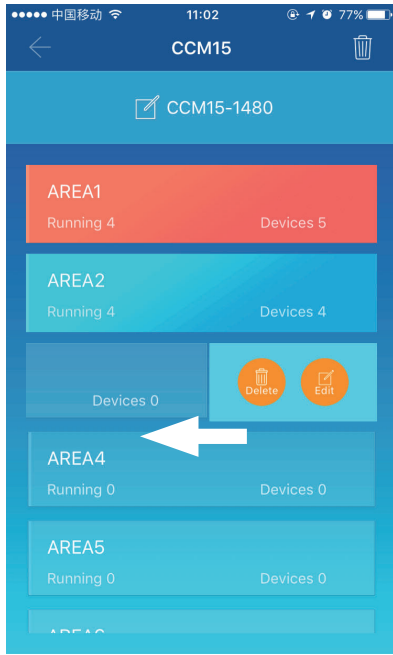 中国移动 11:02 77%
CCM15
CCM15-1480
AREA1
Running 4 Devices 5
AREA2
Running 4 Devices 4
Devices 0
Delete Edit
AREA4
Running 0 Devices 0
AREA5
Running 0 Devices 0